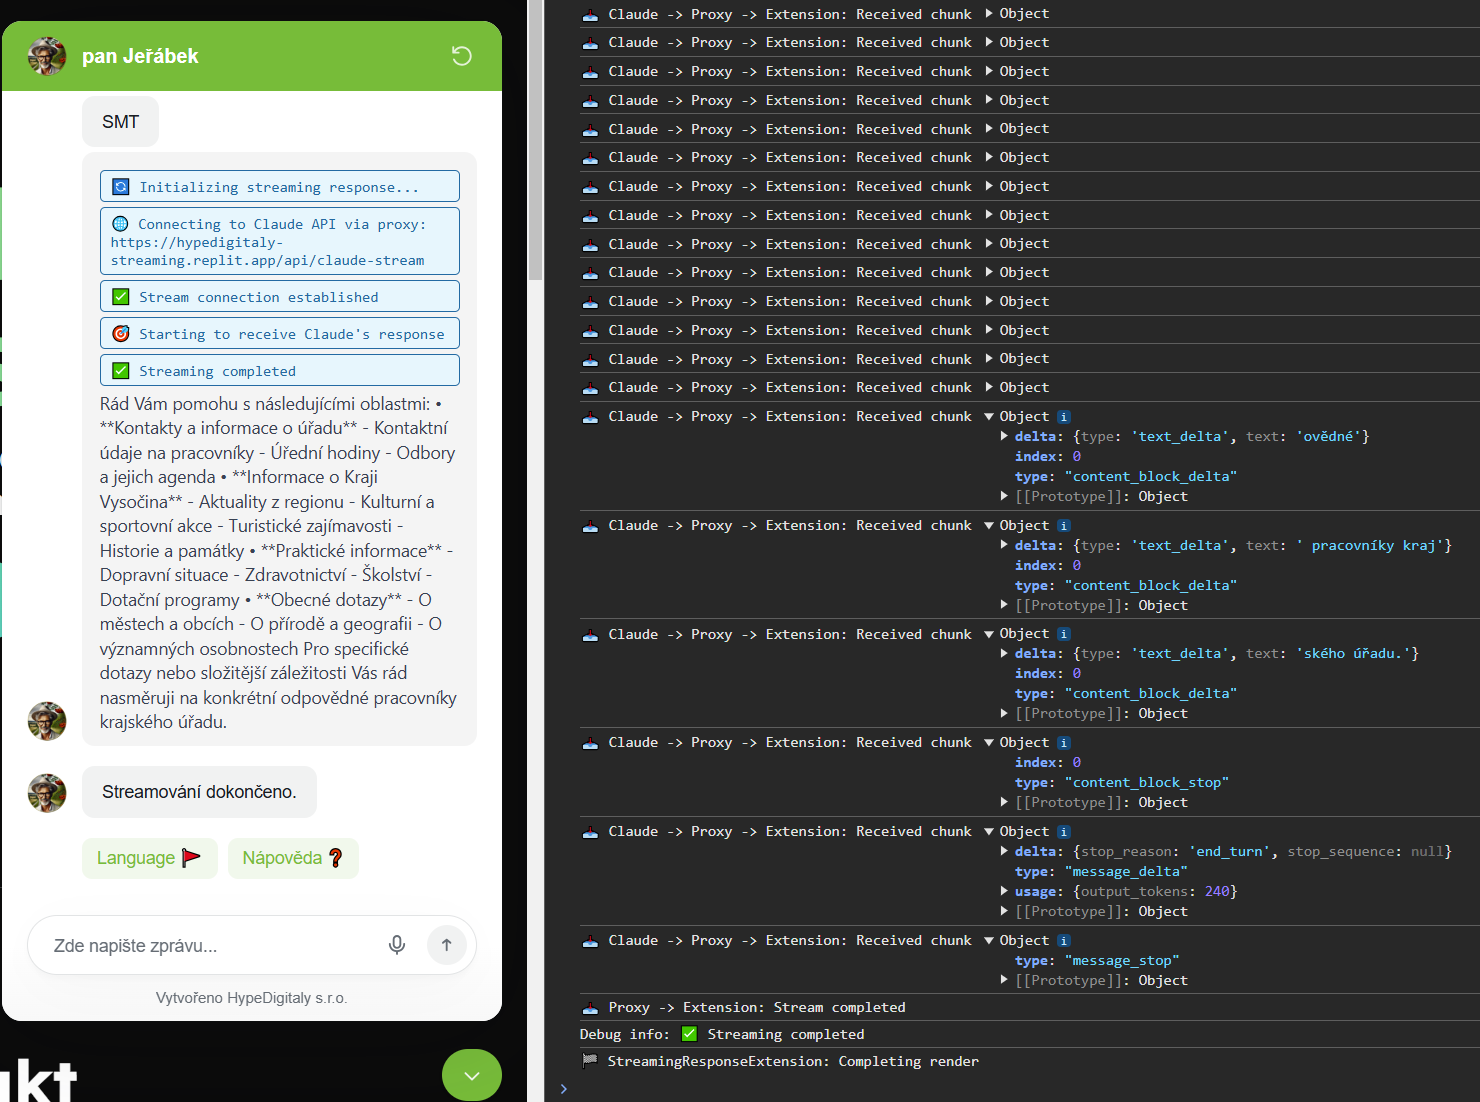 pan Jeřábek
SMT
Initializing streaming response...
Connecting to Claude API via proxy:
https://hypedigitaly-
streaming.replit.app/api/claude-stream
Stream connection established
Starting to receive Claude's response
Streaming completed
Rád Vám pomohu s následujícími oblastmi: •
**Kontakty a informace o úřadu** - Kontaktní
údaje na pracovníky - Úřední hodiny - Odbory
a jejich agenda • **Informace o Kraji
Vysočina** - Aktuality z regionu - Kulturní a
sportovní akce - Turistické zajímavosti -
Historie a památky • **Praktické informace** -
Dopravní situace - Zdravotnictví - Školství -
Dotační programy • **Obecné dotazy** - O
městech a obcích - O přírodě a geografii - O
významných osobnostech Pro specifické
dotazy nebo složitější záležitosti Vás rád
nasměruji na konkrétní odpovědné pracovníky
krajského úřadu.
Streamování dokončeno.
Language
Nápověda
Zde napište zprávu...
Vytvořeno HypeDigitaly s.r.o.
kt
Claude -> Proxy -> Extension: Received chunk Object
Claude -> Proxy -> Extension: Received chunk Object
Claude -> Proxy -> Extension: Received chunk Object
Claude -> Proxy -> Extension: Received chunk Object
Claude -> Proxy -> Extension: Received chunk Object
Claude -> Proxy -> Extension: Received chunk Object
Claude -> Proxy -> Extension: Received chunk Object
Claude -> Proxy -> Extension: Received chunk Object
Claude -> Proxy -> Extension: Received chunk Object
Claude -> Proxy -> Extension: Received chunk Object
Claude -> Proxy -> Extension: Received chunk Object
Claude -> Proxy -> Extension: Received chunk Object
Claude -> Proxy -> Extension: Received chunk Object
Claude -> Proxy -> Extension: Received chunk Object
Claude -> Proxy -> Extension: Received chunk Object i
delta: {type: 'text_delta', text: 'ovědné'}
index: 0
type: "content_block_delta"
[[Prototype]]: Object
Claude -> Proxy -> Extension: Received chunk Object i
delta: {type: 'text_delta', text: ' pracovníky kraj'}
index: 0
type: "content_block_delta"
[[Prototype]]: Object
Claude -> Proxy -> Extension: Received chunk Object i
delta: {type: 'text_delta', text: 'ského úřadu.'}
index: 0
type: "content_block_delta"
[[Prototype]]: Object
Claude -> Proxy -> Extension: Received chunk Object i
index: 0
type: "content_block_stop"
[[Prototype]]: Object
Claude -> Proxy -> Extension: Received chunk Object i
delta: {stop_reason: 'end_turn', stop_sequence: null}
type: "message_delta"
usage: {output_tokens: 240}
[[Prototype]]: Object
Claude -> Proxy -> Extension: Received chunk Object i
type: "message_stop"
[[Prototype]]: Object
Proxy -> Extension: Stream completed
Debug info: ✅ Streaming completed
StreamingResponseExtension: Completing render